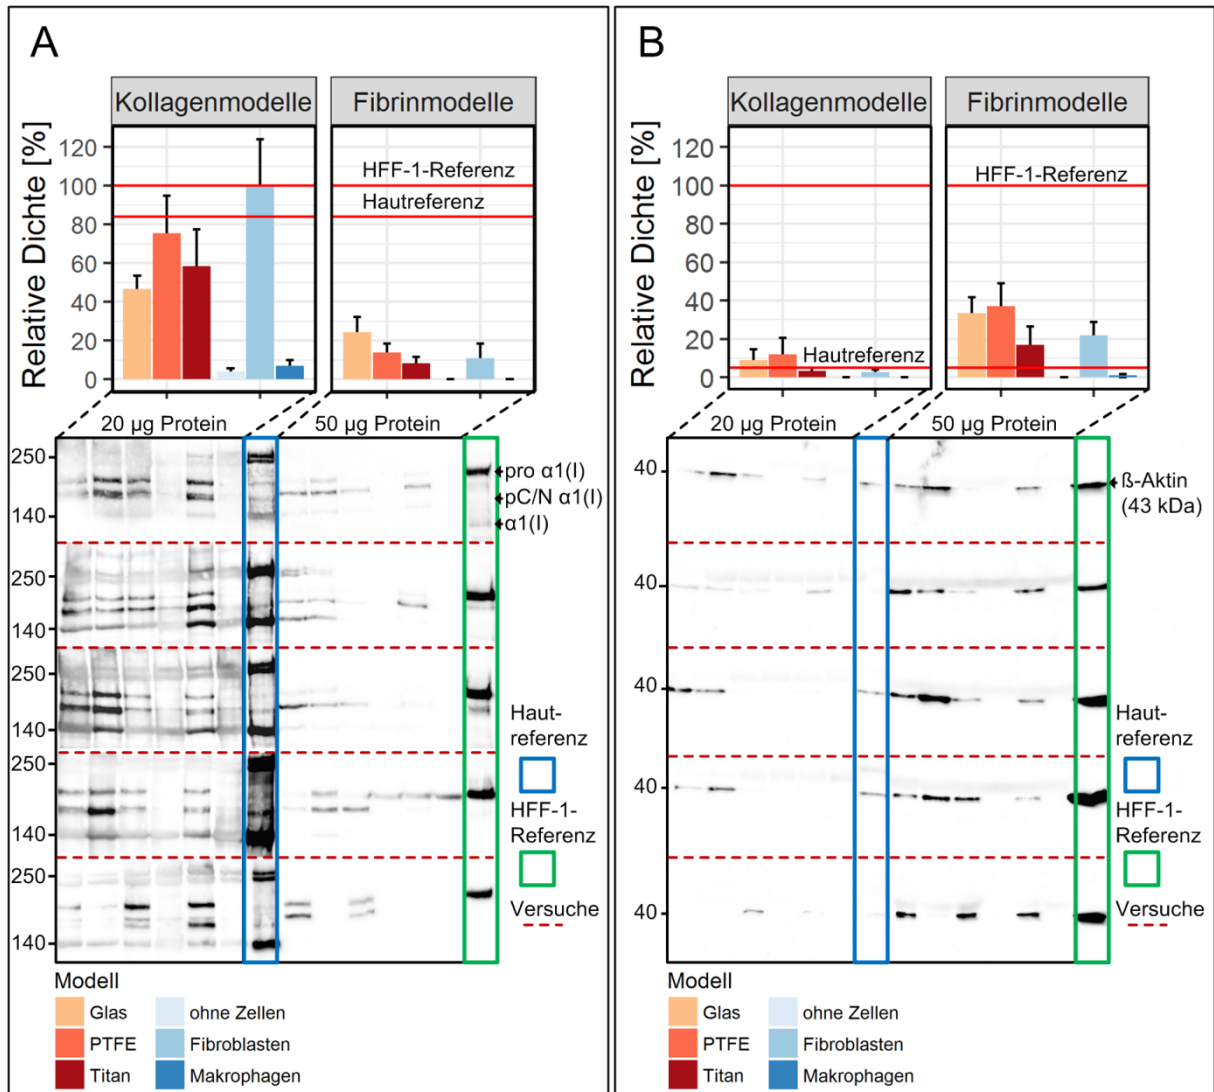 A
Kollagenmodelle
Fibrinmodelle
Relative Dichte [%]
120
100
80
60
40
20
0
HFF-1-Referenz
Hautreferenz
20 µg Protein
50 µg Protein
250
140
250
140
250
140
250
140
250
140
pro α1(I)
pC/N α1(I)
α1(I)
Haut-
referenz
HFF-1-
Referenz
Versuche
Modell
Glas
ohne Zellen
PTFE
Fibroblasten
Titan
Makrophagen
B
Kollagenmodelle
Fibrinmodelle
Relative Dichte [%]
120
100
80
60
40
20
0
HFF-1-Referenz
Hautreferenz
20 µg Protein
50 µg Protein
40
40
40
40
40
ß-Aktin
(43 kDa)
Haut-
referenz
HFF-1-
Referenz
Versuche
Modell
Glas
ohne Zellen
PTFE
Fibroblasten
Titan
Makrophagen